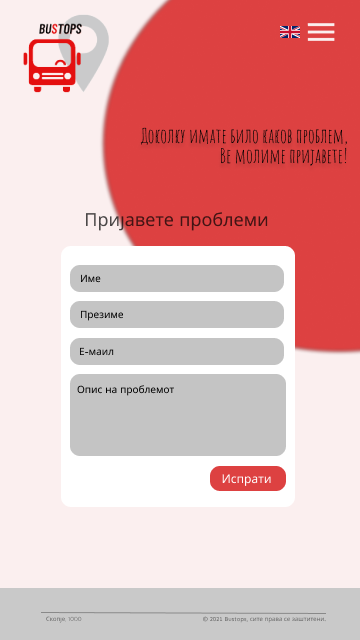 BUSTOPS
Доколку имате било каков проблем,
Ве молиме пријавете!
Пријавете проблеми
Име
Презиме
Е-маил
Опис на проблемот
Испрати
Скопје, 1000
© 2021 Bustops, сите права се заштитени.